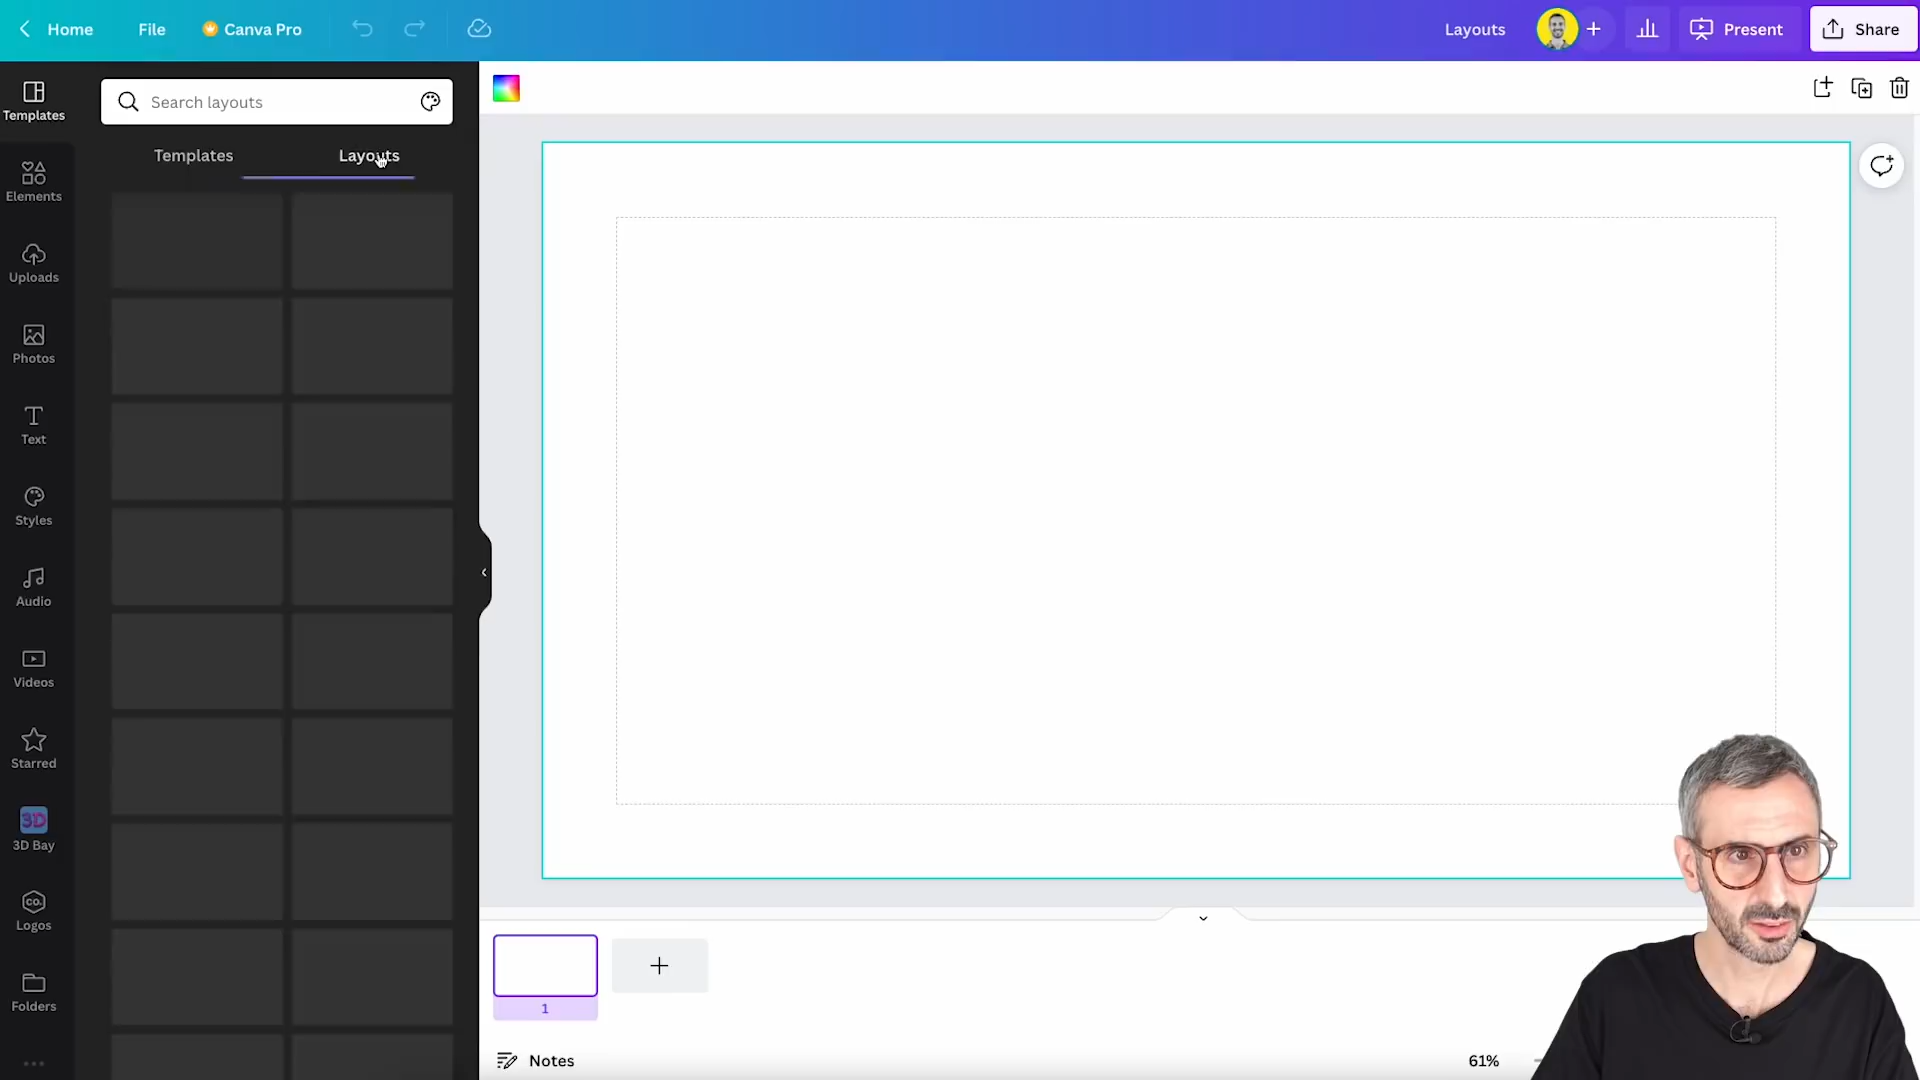 Home
File
Canva Pro
Layouts
Present
Share
Templates
Search layouts
Templates
Layouts
Elements
Uploads
Photos
Text
Styles
Audio
Videos
Starred
3D
3D Bay
CO.
Logos
Folders
1
Notes
61%